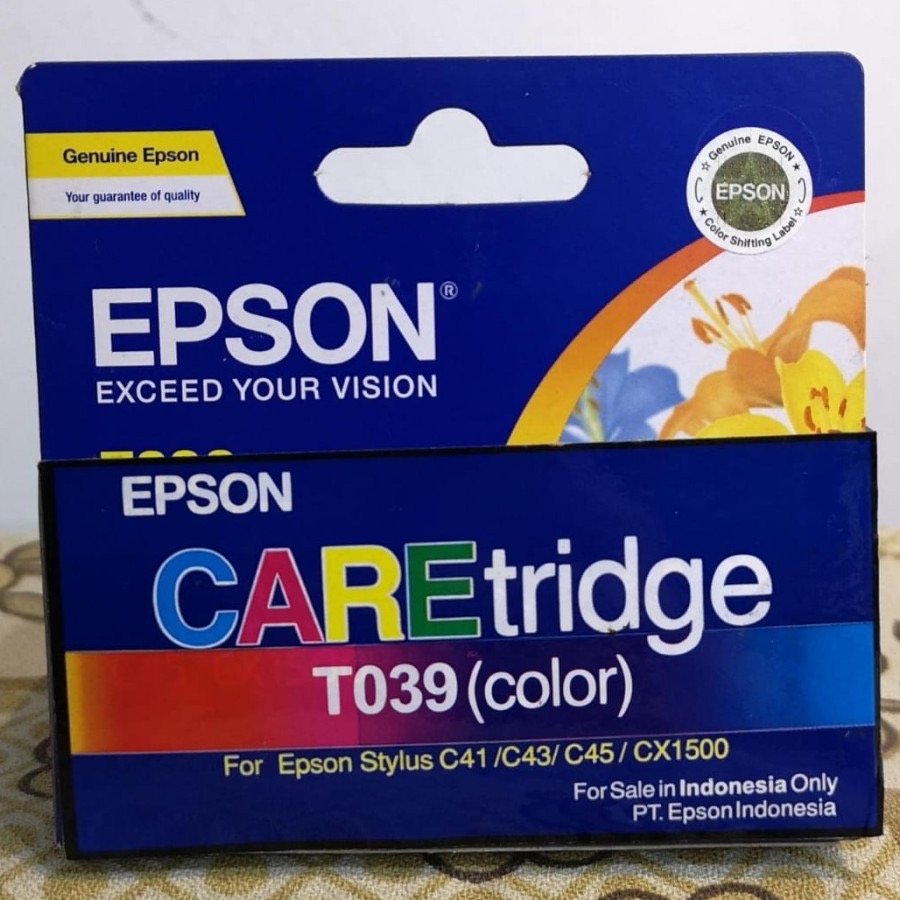 Genuine Epson
Your guarantee of quality
Genuine EPSON
EPSON
Color Shifting Label
EPSON®
EXCEED YOUR VISION
EPSON
CAREtridge
T039 (color)
For Epson Stylus C41 /C43/ C45 / CX1500
For Sale in Indonesia Only
PT. Epson Indonesia